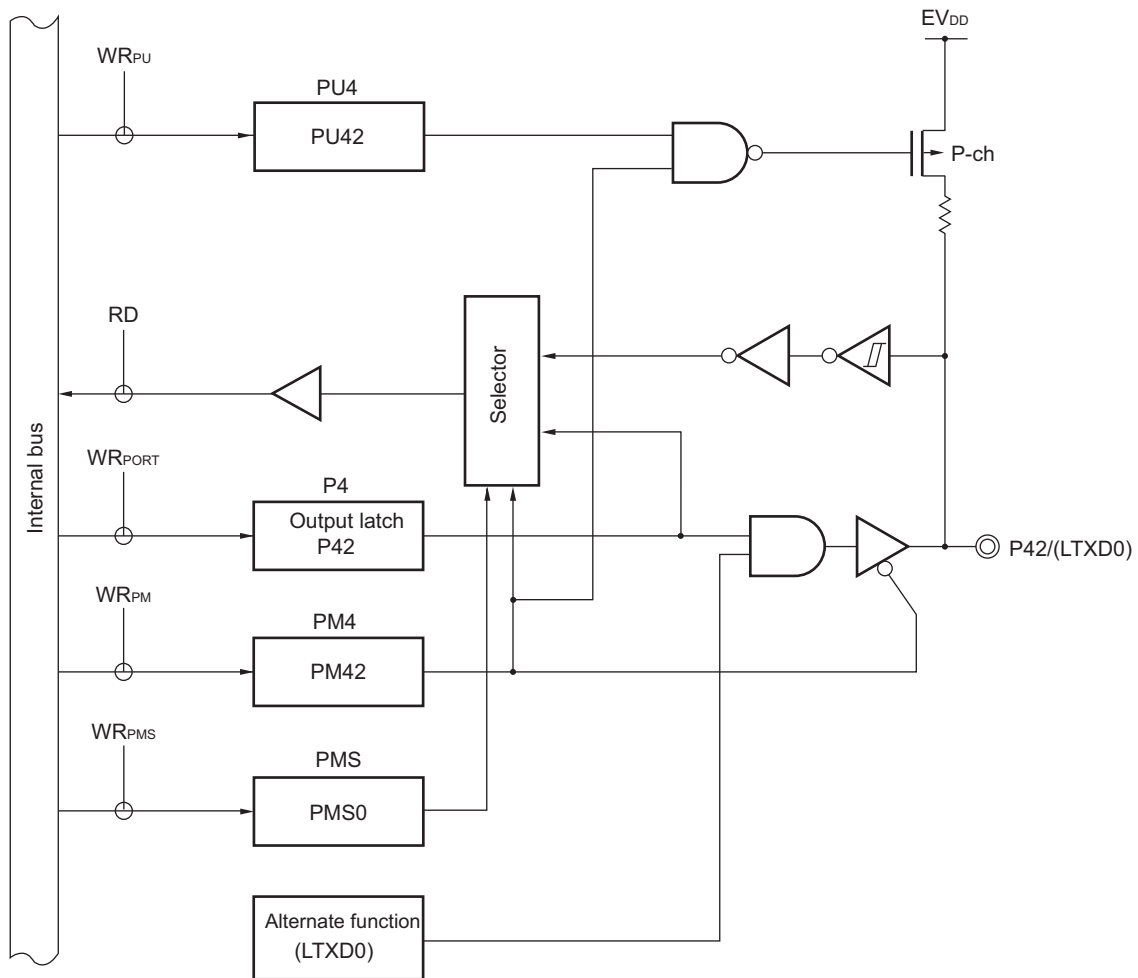 EVDD
WRPU
PU4
PU42
P-ch
RD
Selector
Internal bus
WRPORT
P4
Output latch
P42
P42/(LTXD0)
WRPM
PM4
PM42
WRPMS
PMS
PMS0
Alternate function
(LTXD0)